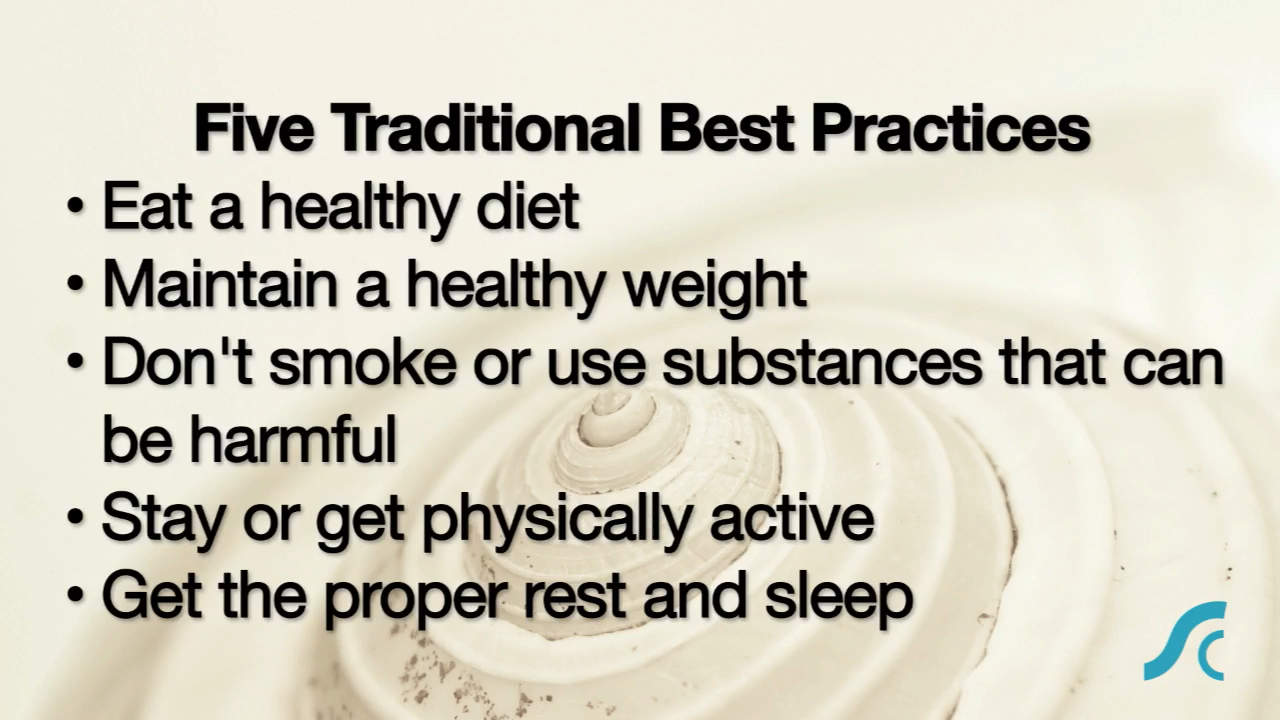 Five Traditional Best Practices
• Eat a healthy diet
• Maintain a healthy weight
• Don't smoke or use substances that can
be harmful
• Stay or get physically active
• Get the proper rest and sleep